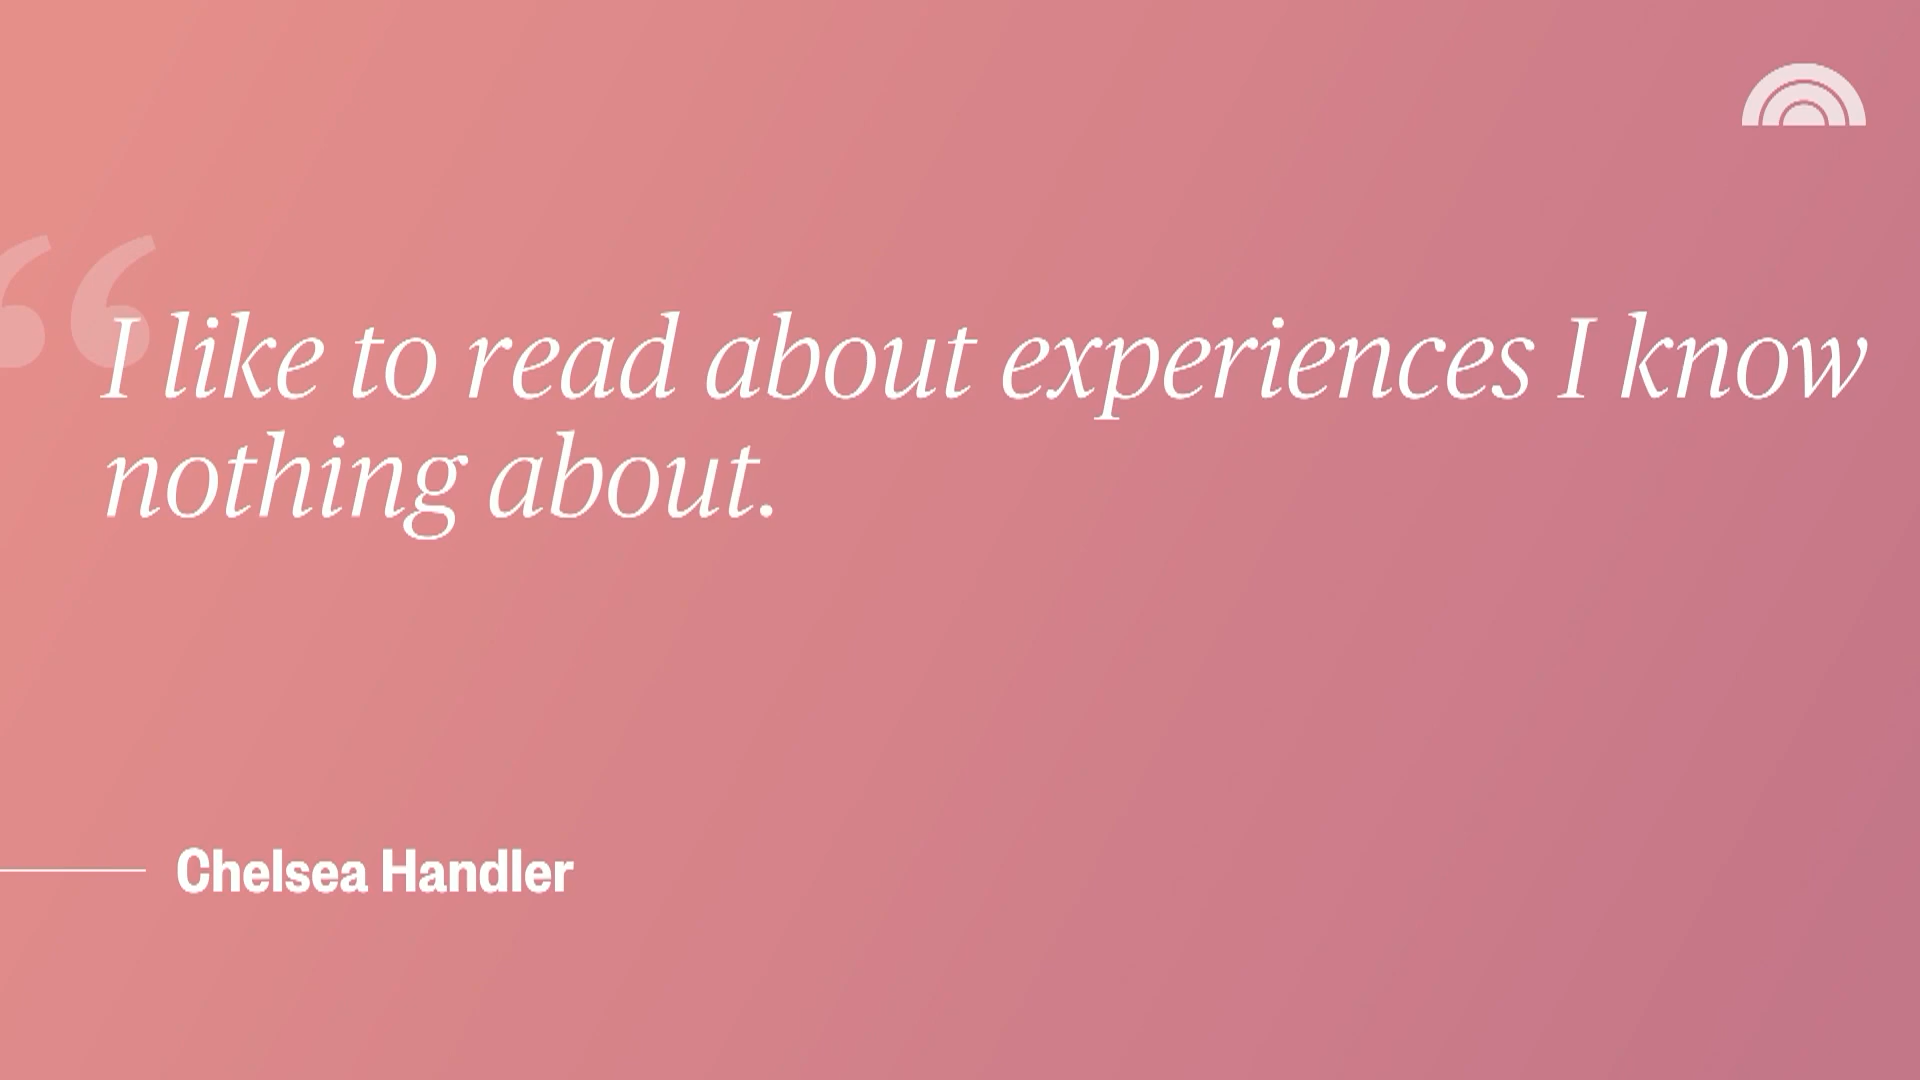 “I like to read about experiences I know
nothing about.
Chelsea Handler